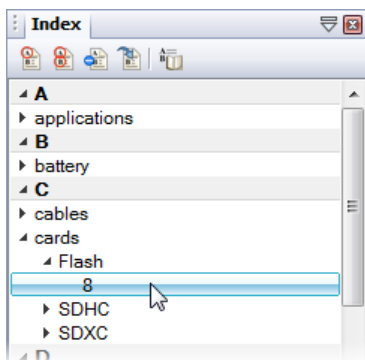 Index
A
applications
B
battery
C
cables
cards
Flash
8
SDHC
SDXC
D